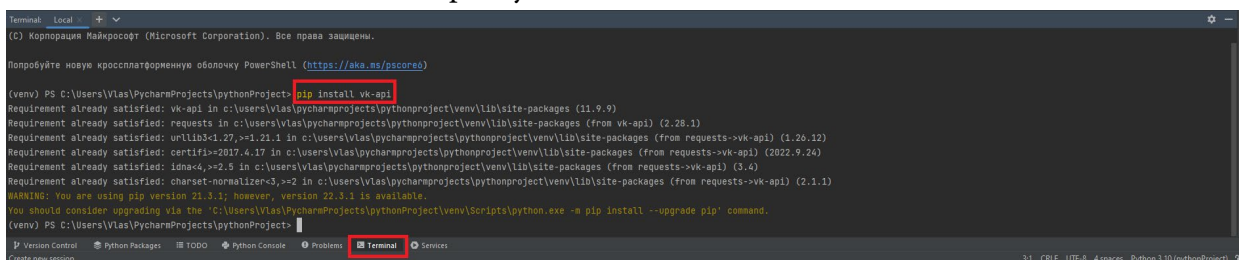 Terminal: Local × + ∨
(C) Корпорация Майкрософт (Microsoft Corporation). Все права защищены.
Попробуйте новую кроссплатформенную оболочку PowerShell (https://aka.ms/pscore6)
(venv) PS C:\Users\Vlas\PycharmProjects\pythonProject> pip install vk-api
Requirement already satisfied: vk-api in c:\users\vlas\pycharmprojects\pythonproject\venv\lib\site-packages (11.9.9)
Requirement already satisfied: requests in c:\users\vlas\pycharmprojects\pythonproject\venv\lib\site-packages (from vk-api) (2.28.1)
Requirement already satisfied: urllib3<1.27,>=1.21.1 in c:\users\vlas\pycharmprojects\pythonproject\venv\lib\site-packages (from requests->vk-api) (1.26.12)
Requirement already satisfied: certifi>=2017.4.17 in c:\users\vlas\pycharmprojects\pythonproject\venv\lib\site-packages (from requests->vk-api) (2022.9.24)
Requirement already satisfied: idna<4,>=2.5 in c:\users\vlas\pycharmprojects\pythonproject\venv\lib\site-packages (from requests->vk-api) (3.4)
Requirement already satisfied: charset-normalizer<3,>=2 in c:\users\vlas\pycharmprojects\pythonproject\venv\lib\site-packages (from requests->vk-api) (2.1.1)
WARNING: You are using pip version 21.3.1; however, version 22.3.1 is available.
You should consider upgrading via the 'C:\Users\Vlas\PycharmProjects\pythonProject\venv\Scripts\python.exe -m pip install --upgrade pip' command.
(venv) PS C:\Users\Vlas\PycharmProjects\pythonProject>
Version Control Python Packages TODO Python Console Problems Terminal Services
Create new session 3:1 CRLF UTF-8 4 spaces Python 3.10 (pythonProject)